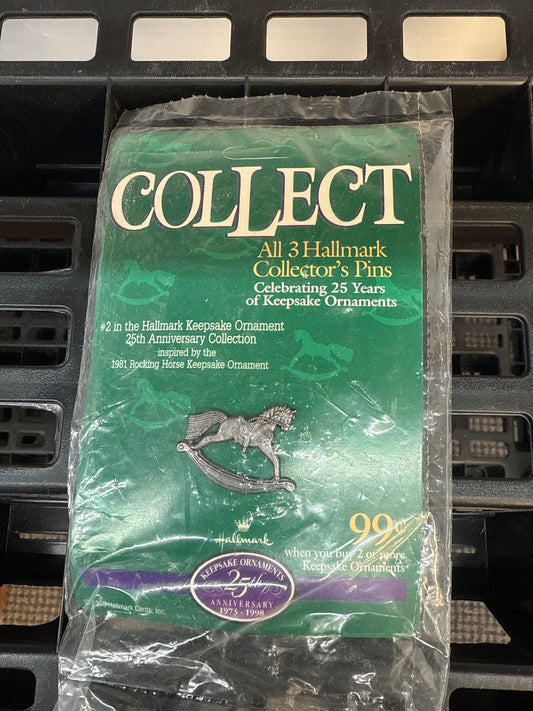 COLLECT
All 3 Hallmark
Collector's Pins
Celebrating 25 Years
of Keepsake Ornaments
#2 in the Hallmark Keepsake Ornament
25th Anniversary Collection
inspired by the
1981 Rocking Horse Keepsake Ornament
Hallmark
99¢
when you buy 2 or more
Keepsake Ornaments
KEEPSAKE ORNAMENTS
25th
ANNIVERSARY
1973 - 1998
Hallmark Cards, Inc.